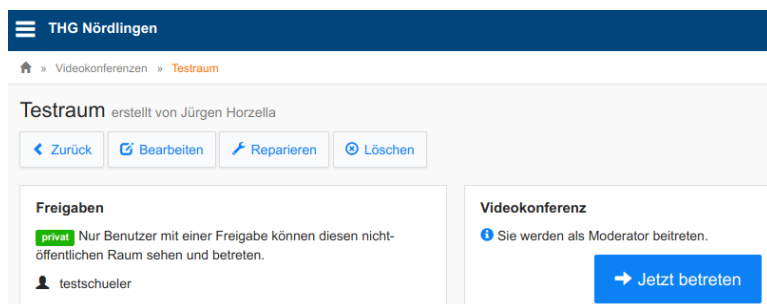 THG Nördlingen
» Videokonferenzen » Testraum
Testraum erstellt von Jürgen Horzella
Zurück Bearbeiten Reparieren Löschen
Freigaben
privat Nur Benutzer mit einer Freigabe können diesen nicht-
öffentlichen Raum sehen und betreten.
testschueler
Videokonferenz
Sie werden als Moderator beitreten.
Jetzt betreten